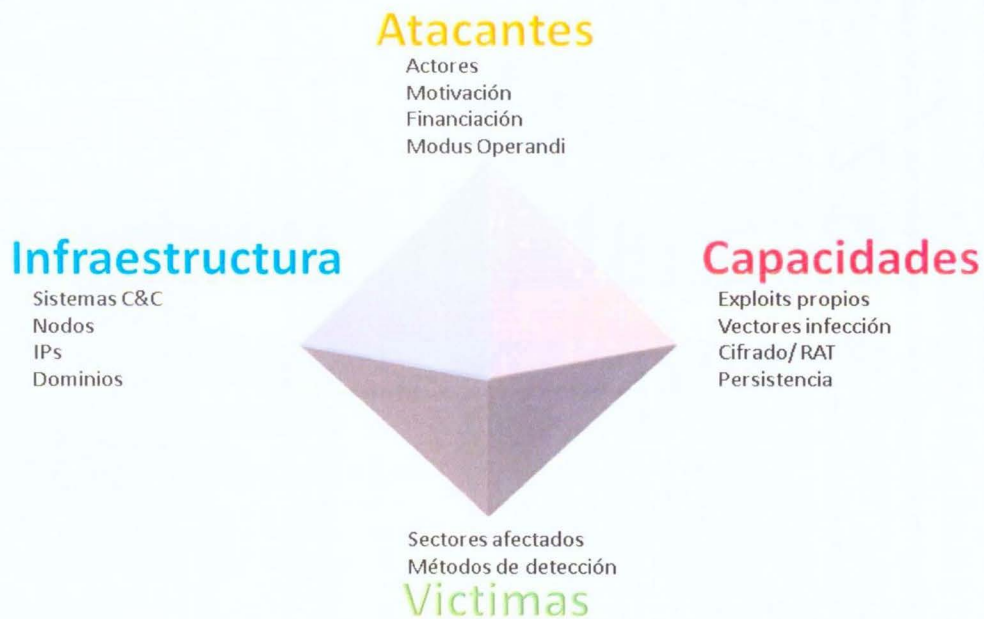 Atacantes
Actores
Motivación
Financiación
Modus Operandi
Infraestructura
Sistemas C&C
Nodos
IPs
Dominios
Capacidades
Exploits propios
Vectores infección
Cifrado/ RAT
Persistencia
Sectores afectados
Métodos de detección
Victimas